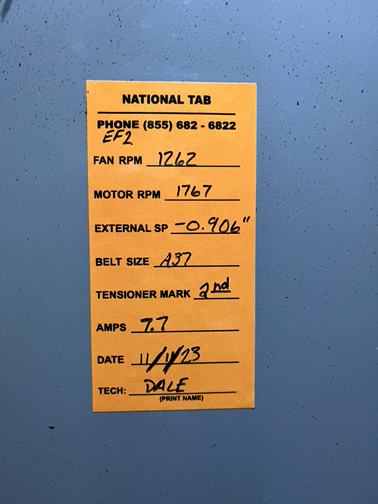 NATIONAL TAB
PHONE (855) 682 - 6822
EF2
FAN RPM 1262
MOTOR RPM 1767
EXTERNAL SP -0.906"
BELT SIZE A37
TENSIONER MARK 2nd
AMPS 7.7
DATE 11/1/23
TECH: DALE
(PRINT NAME)